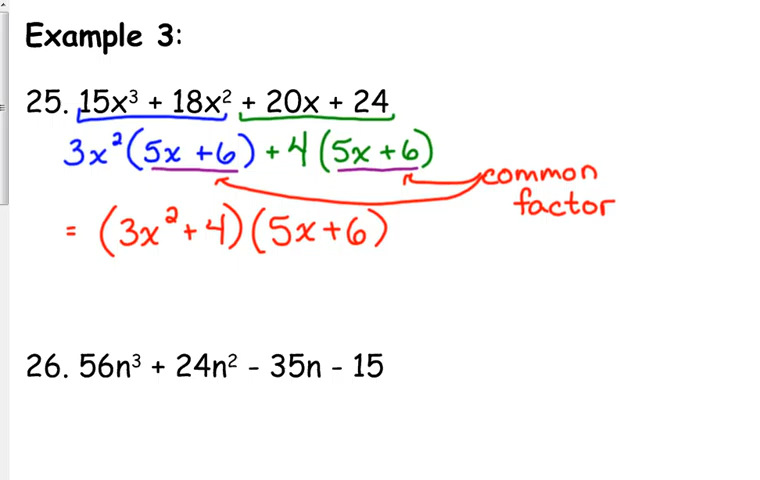 Example 3:
25. 15x³ + 18x² + 20x + 24
3x²(5x + 6) + 4(5x + 6)
common
factor
= (3x² + 4)(5x + 6)
26. 56n³ + 24n² - 35n - 15